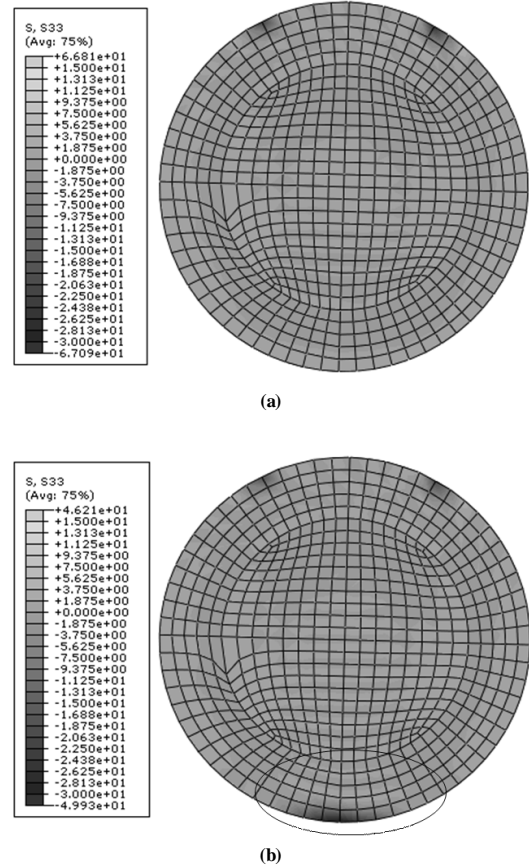 S, S33
(Avg: 75%)
+6.681e+01
+1.500e+01
+1.313e+01
+1.125e+01
+9.375e+00
+7.500e+00
+5.625e+00
+3.750e+00
+1.875e+00
+0.000e+00
-1.875e+00
-3.750e+00
-5.625e+00
-7.500e+00
-9.375e+00
-1.125e+01
-1.313e+01
-1.500e+01
-1.688e+01
-1.875e+01
-2.063e+01
-2.250e+01
-2.438e+01
-2.625e+01
-2.813e+01
-3.000e+01
-6.709e+01
(a)
S, S33
(Avg: 75%)
+4.621e+01
+1.500e+01
+1.313e+01
+1.125e+01
+9.375e+00
+7.500e+00
+5.625e+00
+3.750e+00
+1.875e+00
+0.000e+00
-1.875e+00
-3.750e+00
-5.625e+00
-7.500e+00
-9.375e+00
-1.125e+01
-1.313e+01
-1.500e+01
-1.688e+01
-1.875e+01
-2.063e+01
-2.250e+01
-2.438e+01
-2.625e+01
-2.813e+01
-3.000e+01
-4.993e+01
(b)